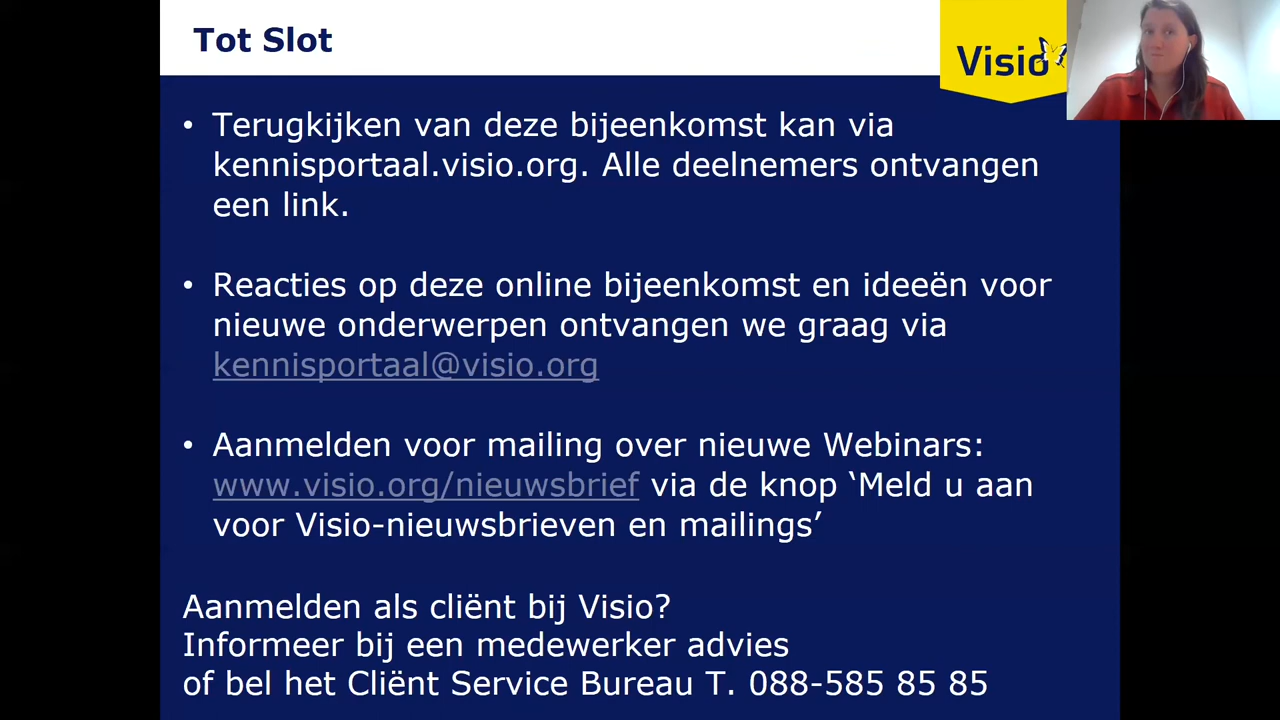 Tot Slot
Visio
• Terugkijken van deze bijeenkomst kan via
kennisportaal.visio.org. Alle deelnemers ontvangen
een link.
• Reacties op deze online bijeenkomst en ideeën voor
nieuwe onderwerpen ontvangen we graag via
kennisportaal@visio.org
• Aanmelden voor mailing over nieuwe Webinars:
www.visio.org/nieuwsbrief via de knop ‘Meld u aan
voor Visio-nieuwsbrieven en mailings’
Aanmelden als cliënt bij Visio?
Informeer bij een medewerker advies
of bel het Cliënt Service Bureau T. 088-585 85 85